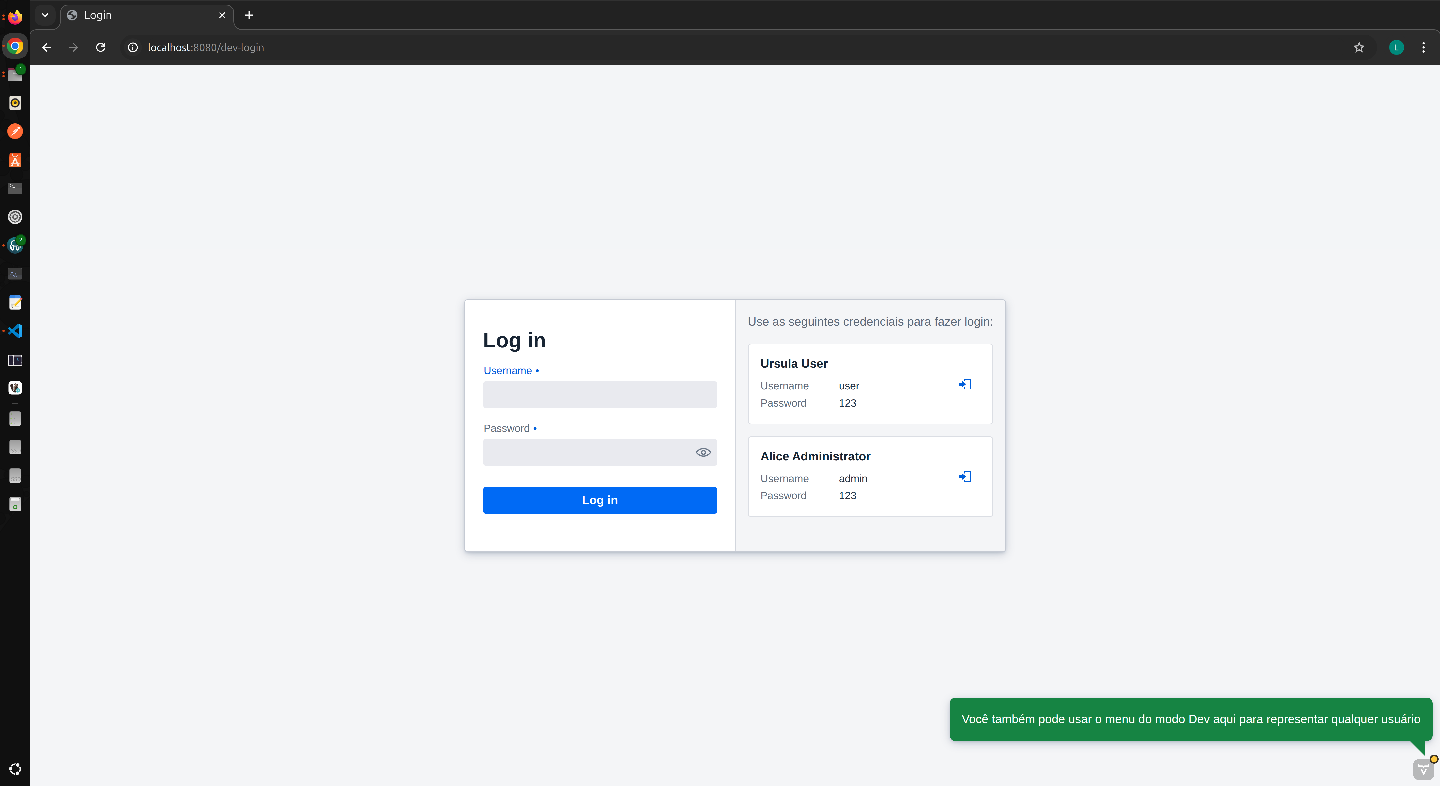 Login
localhost:8080/dev-login
L
Log in
Username •
Password •
Log in
Use as seguintes credenciais para fazer login:
Ursula User
Username user
Password 123
Alice Administrator
Username admin
Password 123
Você também pode usar o menu do modo Dev aqui para representar qualquer usuário